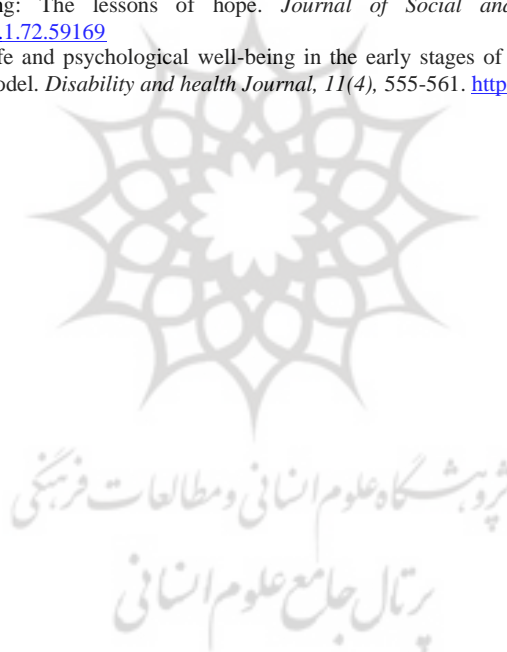 ng: The lessons of hope. Journal of Social and
.1.72.59169
fe and psychological well-being in the early stages of
odel. Disability and health Journal, 11(4), 555-561. http
پژوهشگاه علوم انسانی و مطالعات فرهنگی
پرتال جامع علوم انسانی